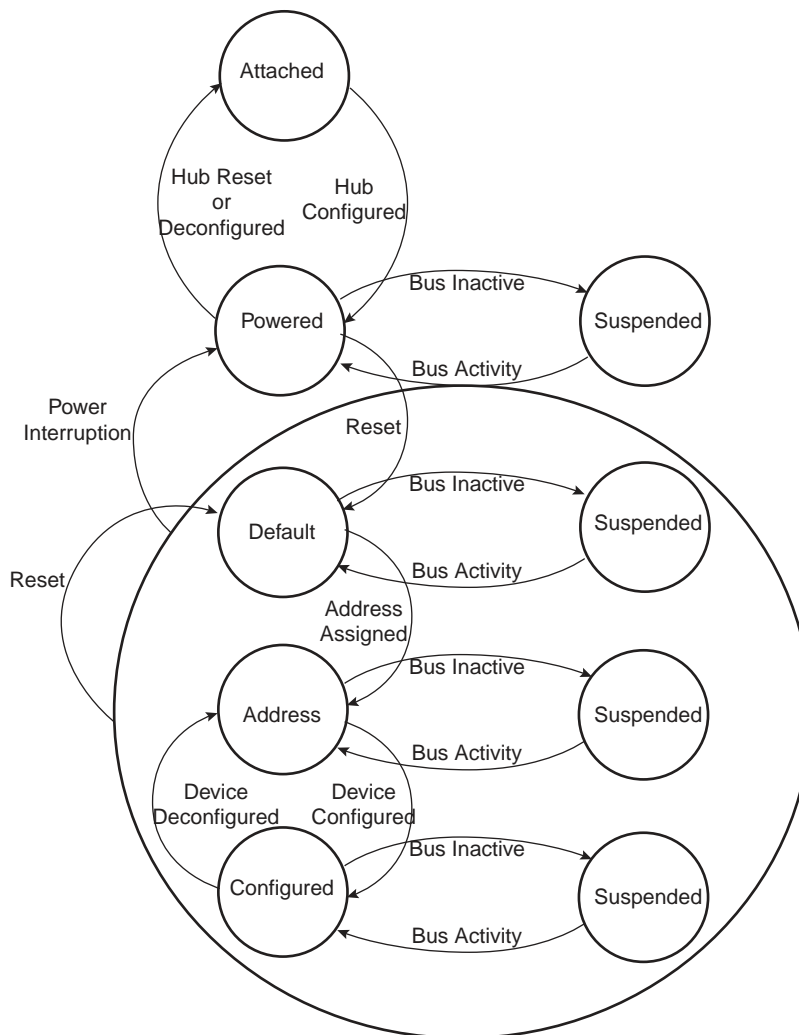 Attached
Hub Reset
or
Deconfigured
Hub
Configured
Bus Inactive
Powered
Suspended
Bus Activity
Power
Interruption
Reset
Bus Inactive
Default
Suspended
Bus Activity
Reset
Address
Assigned
Bus Inactive
Address
Suspended
Bus Activity
Device
Deconfigured
Device
Configured
Bus Inactive
Configured
Suspended
Bus Activity